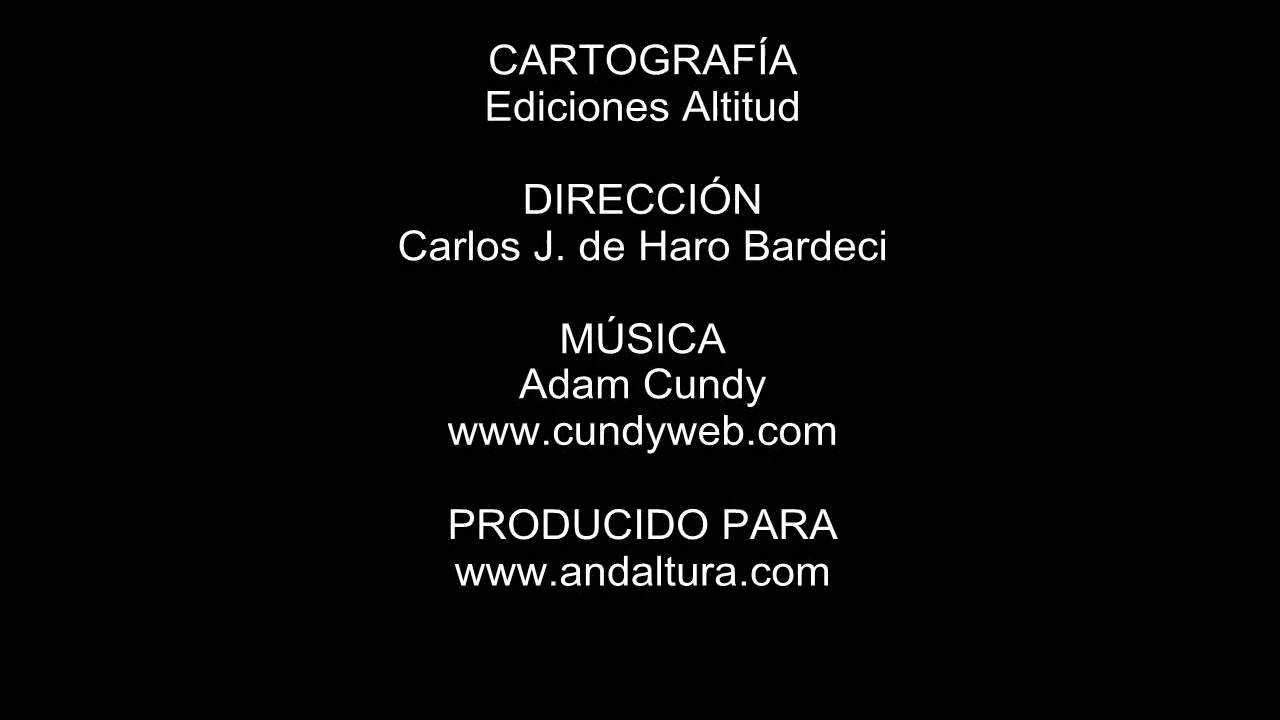 CARTOGRAFÍA
Ediciones Altitud
DIRECCIÓN
Carlos J. de Haro Bardeci
MÚSICA
Adam Cundy
www.cundyweb.com
PRODUCIDO PARA
www.andaltura.com